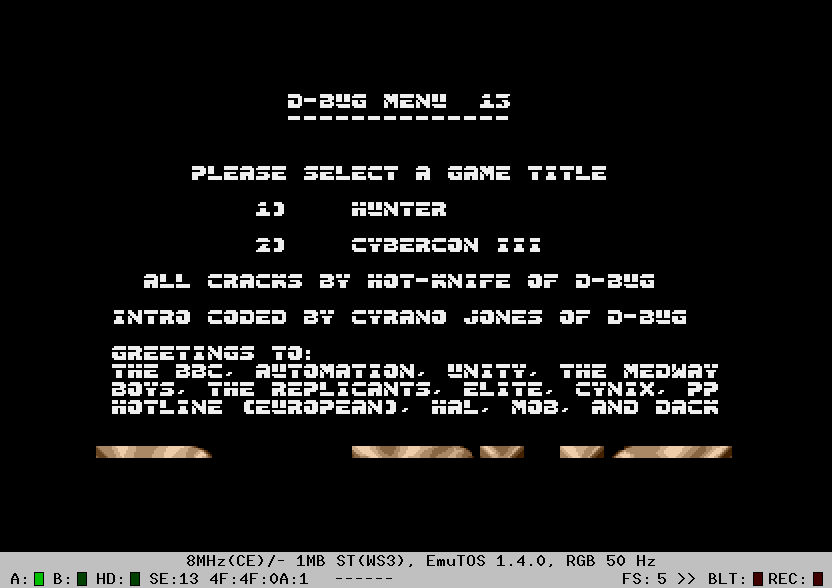 D-BUG MENU 13
--------------
PLEASE SELECT A GAME TITLE
1) HUNTER
2) CYBERCON III
ALL CRACKS BY HOT-KNIFE OF D-BUG
INTRO CODED BY CYRANO JONES OF D-BUG
GREETINGS TO:
THE BBC, AUTOMATION, UNITY, THE MEDWAY
BOYS, THE REPLICANTS, ELITE, CYNIX, PP
HOTLINE (EUROPEAN), HAL, MOB, AND DACK
8MHz(CE)/- 1MB ST(WS3), EmuTOS 1.4.0, RGB 50 Hz
A: B: HD: SE:13 4F:4F:0A:1 ------ FS: 5 >> BLT: REC: